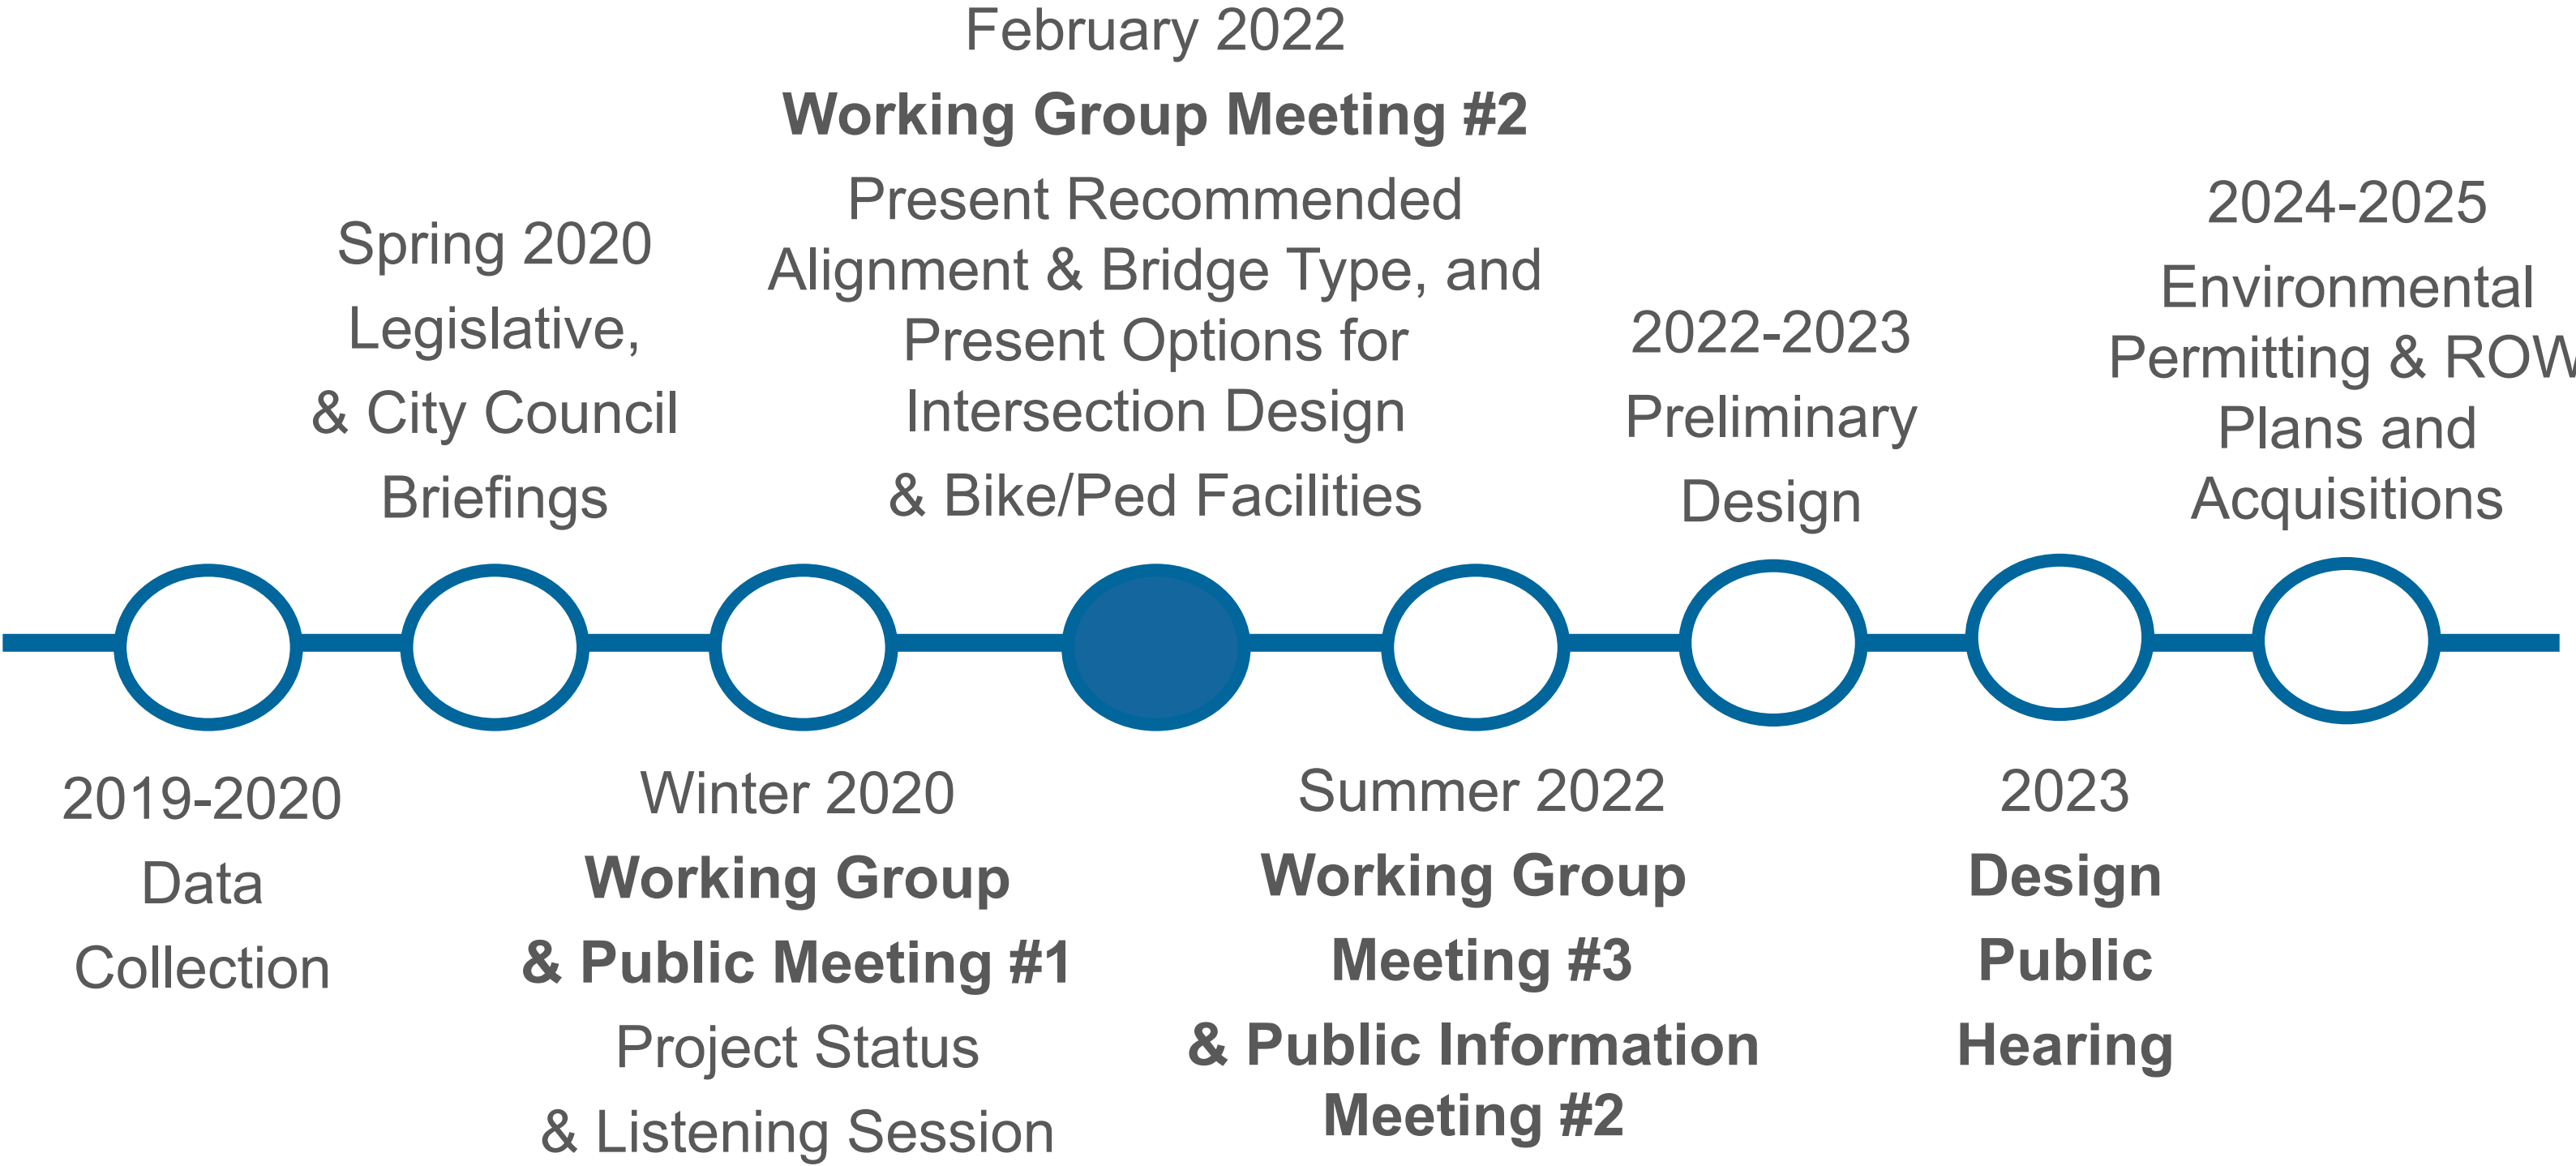 2019-2020
Data
Collection
Spring 2020
Legislative,
& City Council
Briefings
Winter 2020
Working Group
& Public Meeting #1
Project Status
& Listening Session
February 2022
Working Group Meeting #2
Present Recommended
Alignment & Bridge Type, and
Present Options for
Intersection Design
& Bike/Ped Facilities
Summer 2022
Working Group
Meeting #3
& Public Information
Meeting #2
2022-2023
Preliminary
Design
2023
Design
Public
Hearing
2024-2025
Environmental
Permitting & ROW
Plans and
Acquisitions